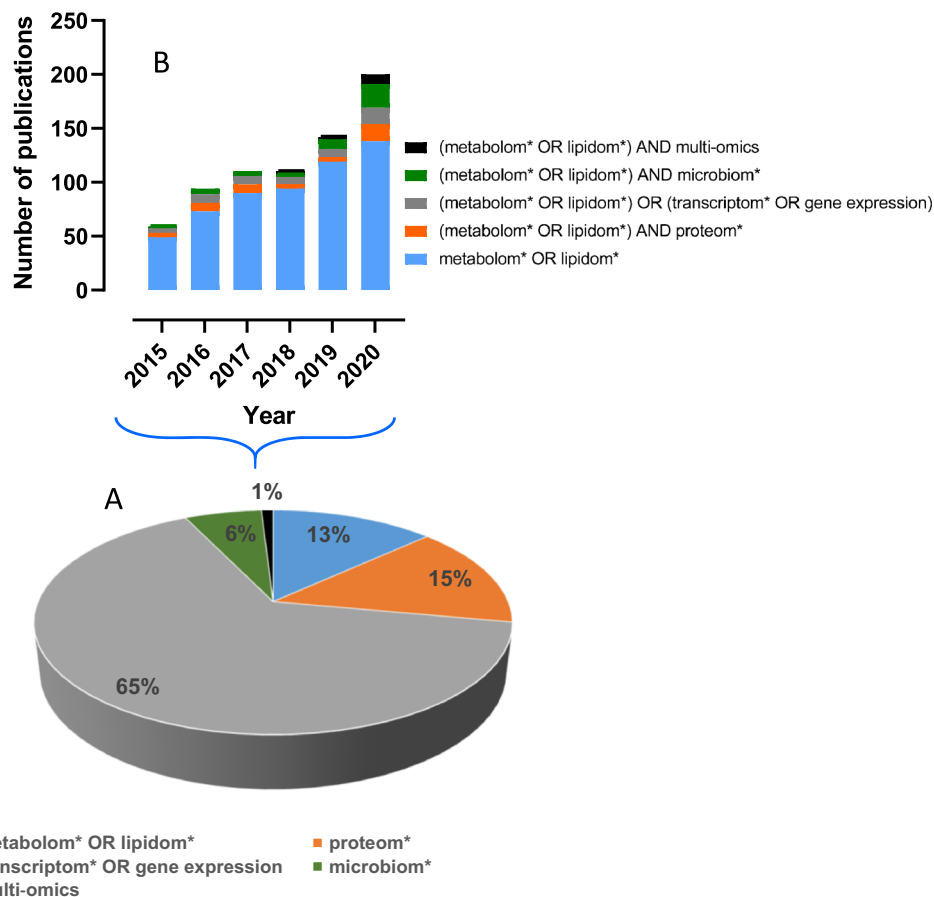 250
B
200
150
100
50
0
Number of publications
(metabolom* OR lipidom*) AND multi-omics
(metabolom* OR lipidom*) AND microbiom*
(metabolom* OR lipidom*) OR (transcriptom* OR gene expression)
(metabolom* OR lipidom*) AND proteom*
metabolom* OR lipidom*
2015 2016 2017 2018 2019 2020
Year
A
1%
6%
13%
15%
65%
etabolom* OR lipidom*
proteom*
nscriptom* OR gene expression
microbiom*
ulti-omics